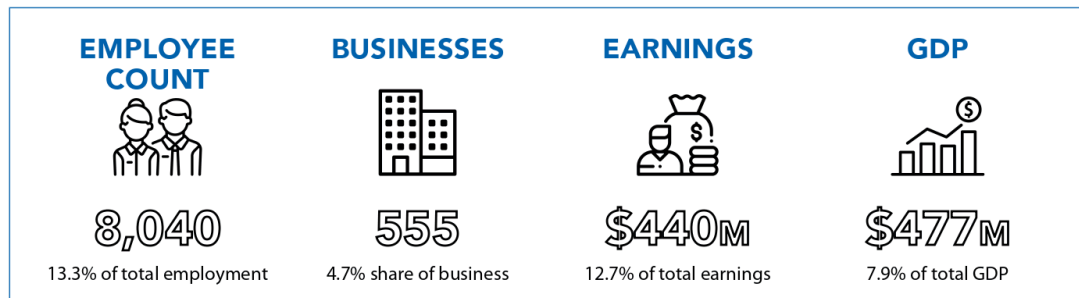 EMPLOYEE
COUNT
8,040
13.3% of total employment
BUSINESSES
555
4.7% share of business
EARNINGS
$
$440M
12.7% of total earnings
GDP
$
$477M
7.9% of total GDP